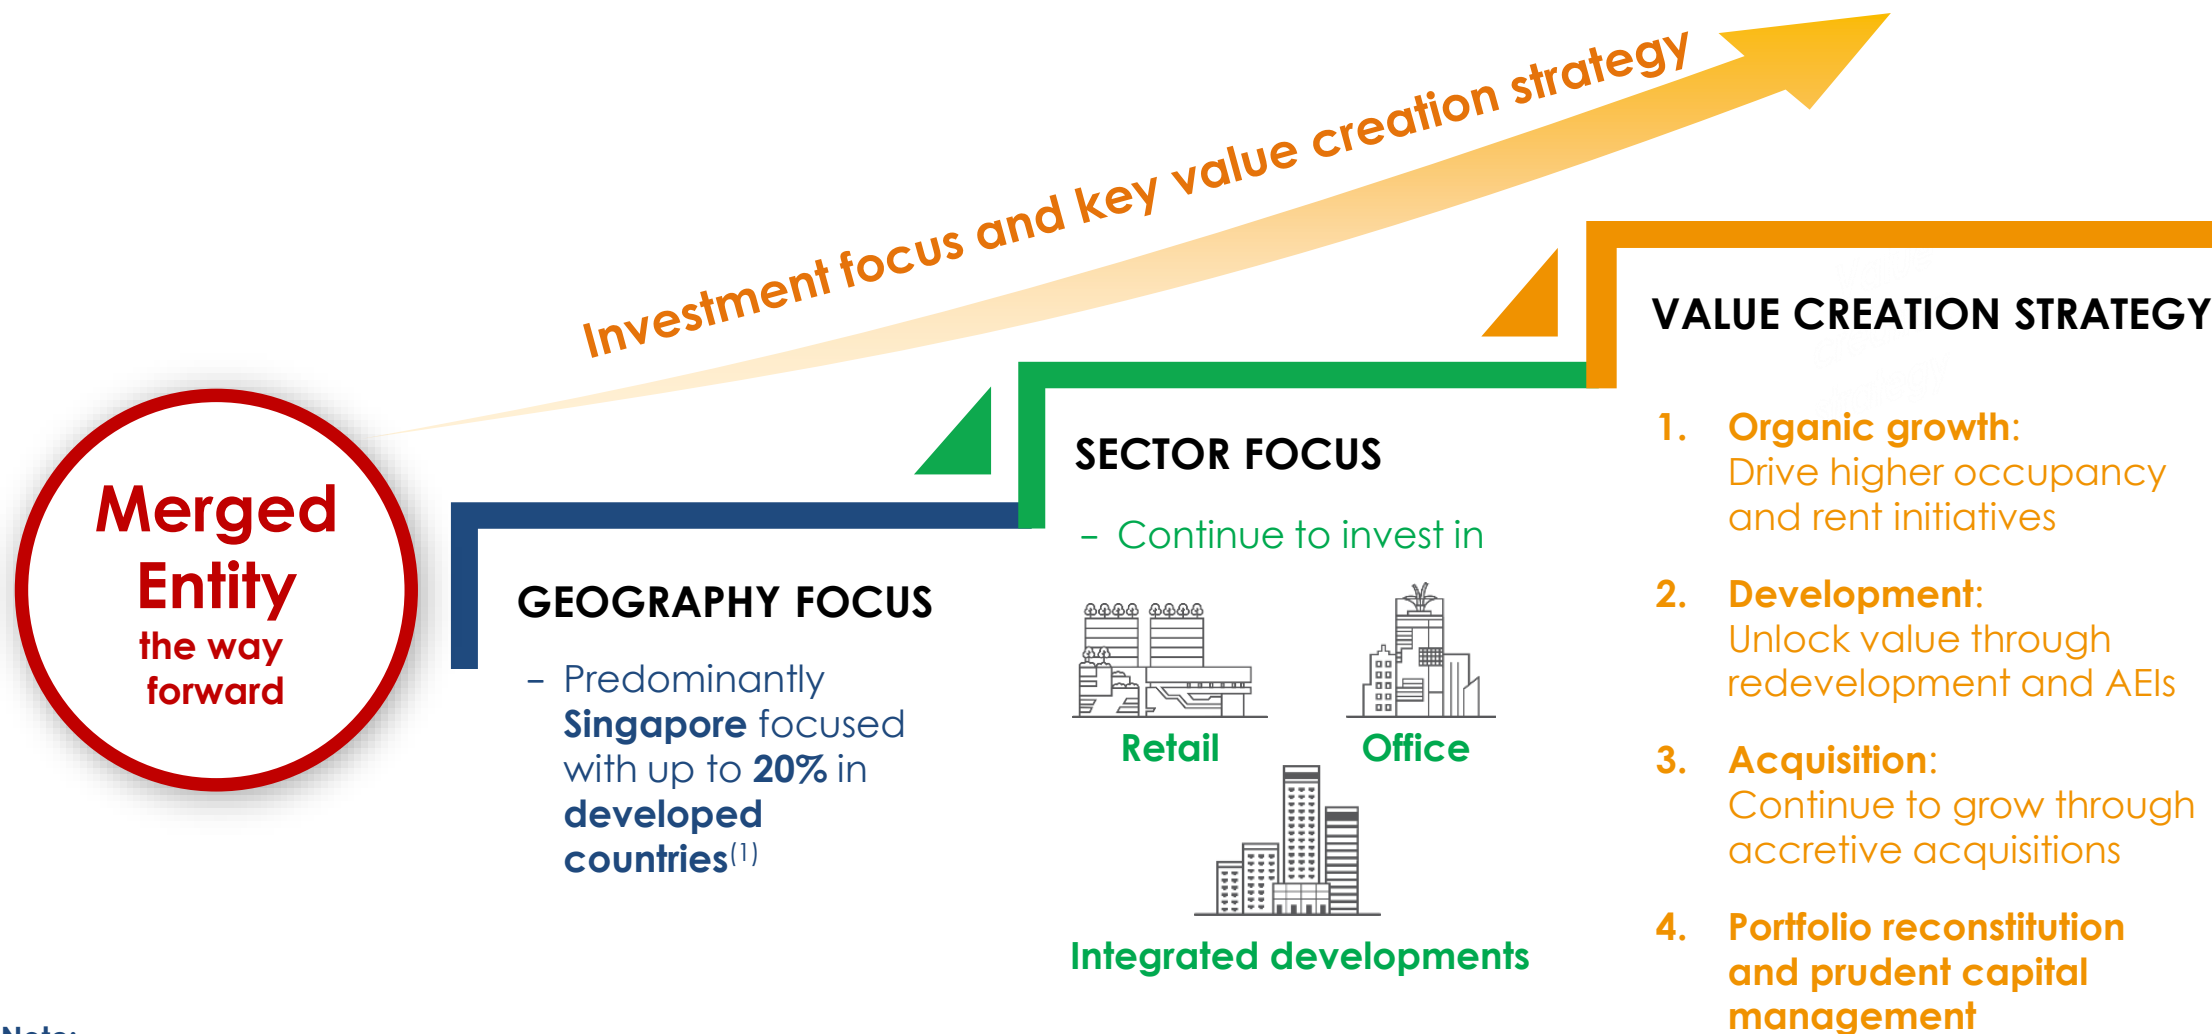 Investment focus and key value creation strategy
Merged
Entity
the way
forward
GEOGRAPHY FOCUS
– Predominantly
Singapore focused
with up to 20% in
developed
countries(1)
SECTOR FOCUS
– Continue to invest in
Retail
Office
Integrated developments
VALUE CREATION STRATEGY
1. Organic growth:
Drive higher occupancy
and rent initiatives
2. Development:
Unlock value through
redevelopment and AEIs
3. Acquisition:
Continue to grow through
accretive acquisitions
4. Portfolio reconstitution
and prudent capital
management
Note: